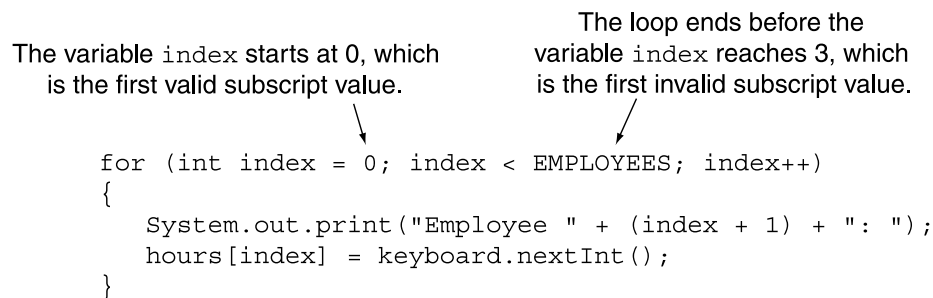 The variable index starts at 0, which
is the first valid subscript value.
The loop ends before the
variable index reaches 3, which
is the first invalid subscript value.
for (int index = 0; index < EMPLOYEES; index++)
{
   System.out.print("Employee " + (index + 1) + ": ");
   hours[index] = keyboard.nextInt();
}